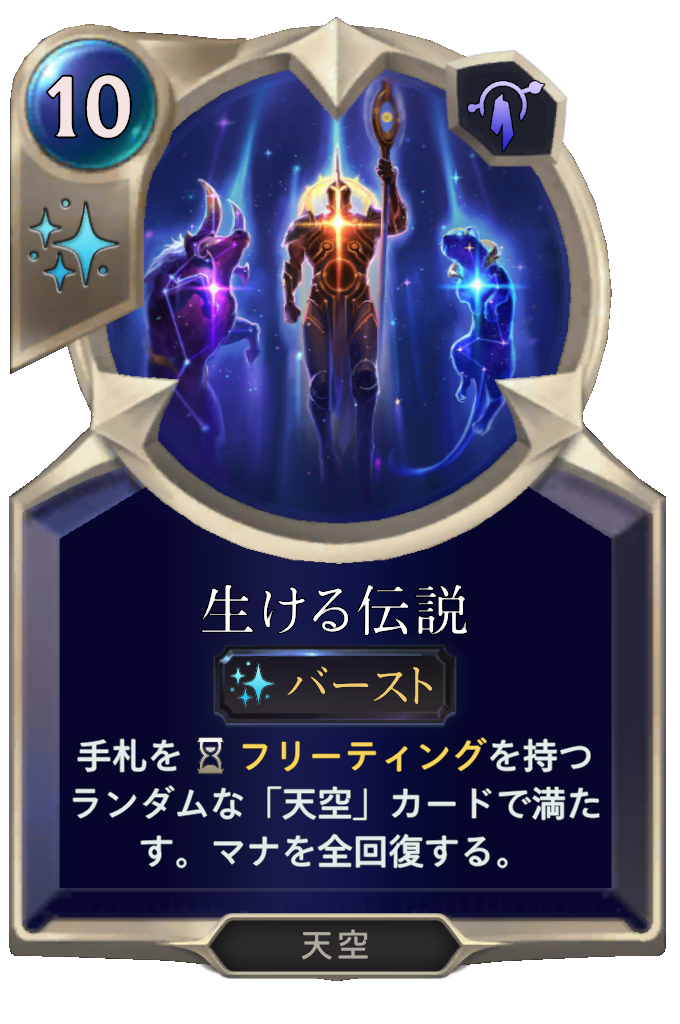 10
生ける伝説
バースト
手札を フリーティングを持つ
ランダムな「天空」カードで満た
す。マナを全回復する。
天空